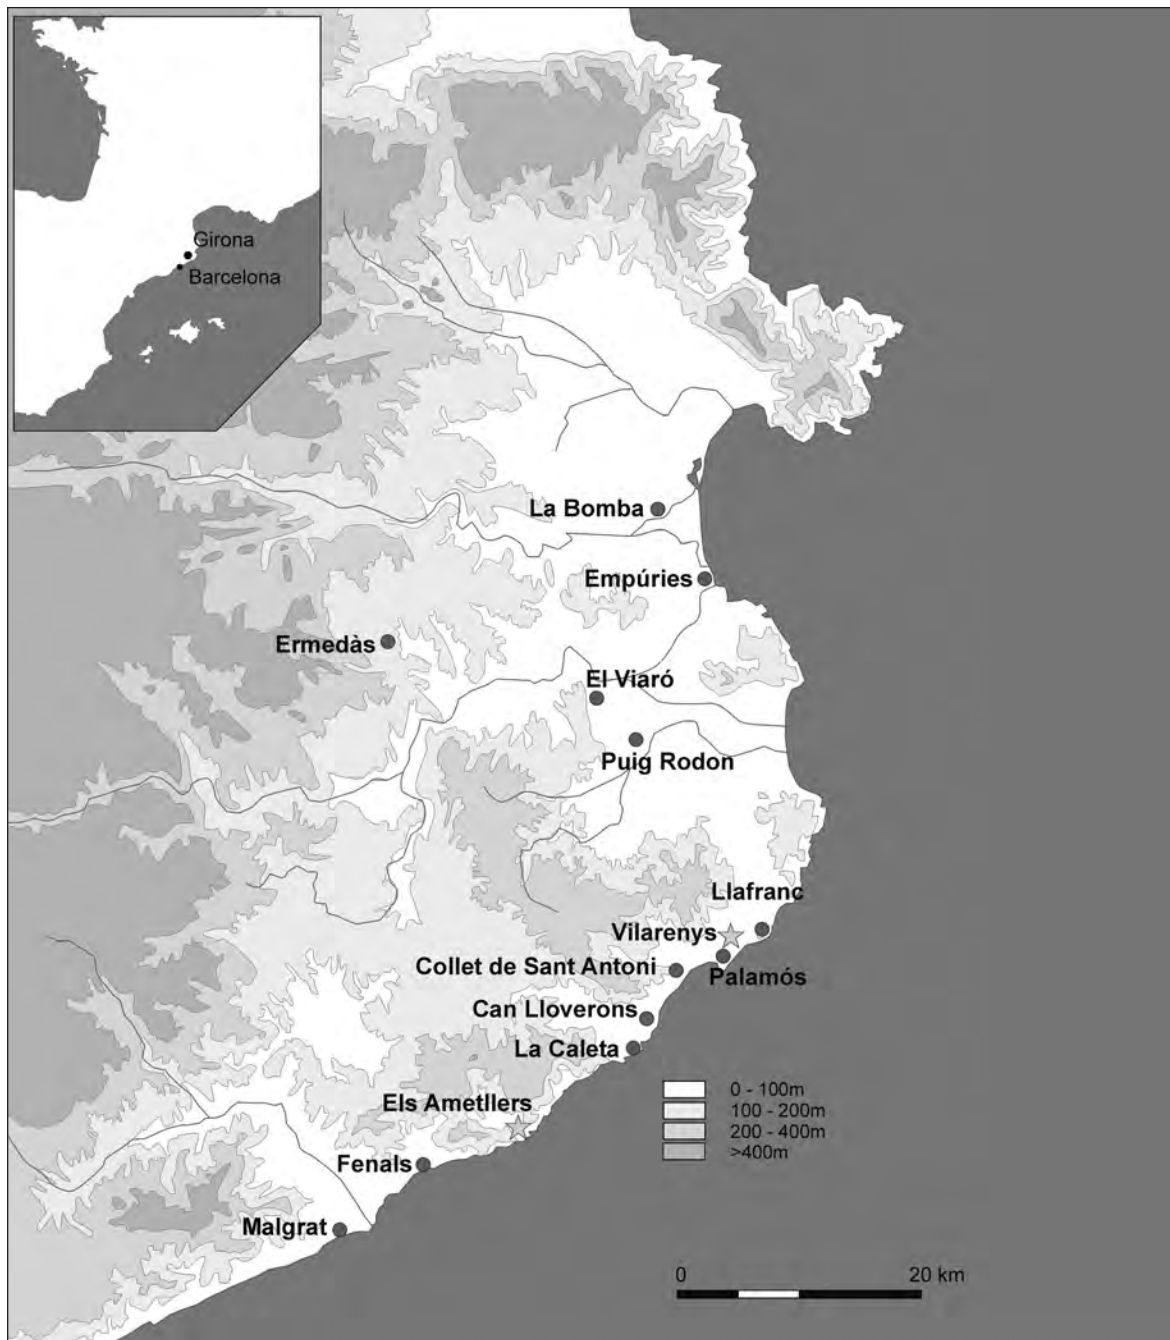 Girona
Barcelona
La Bomba
Empúries
Ermedàs
El Viaró
Puig Rodon
Llafranc
Vilarenys
Collet de Sant Antoni
Palamós
Can Lloverons
La Caleta
Els Ametllers
Fenals
Malgrat
0 - 100m
100 - 200m
200 - 400m
>400m
0 20 km